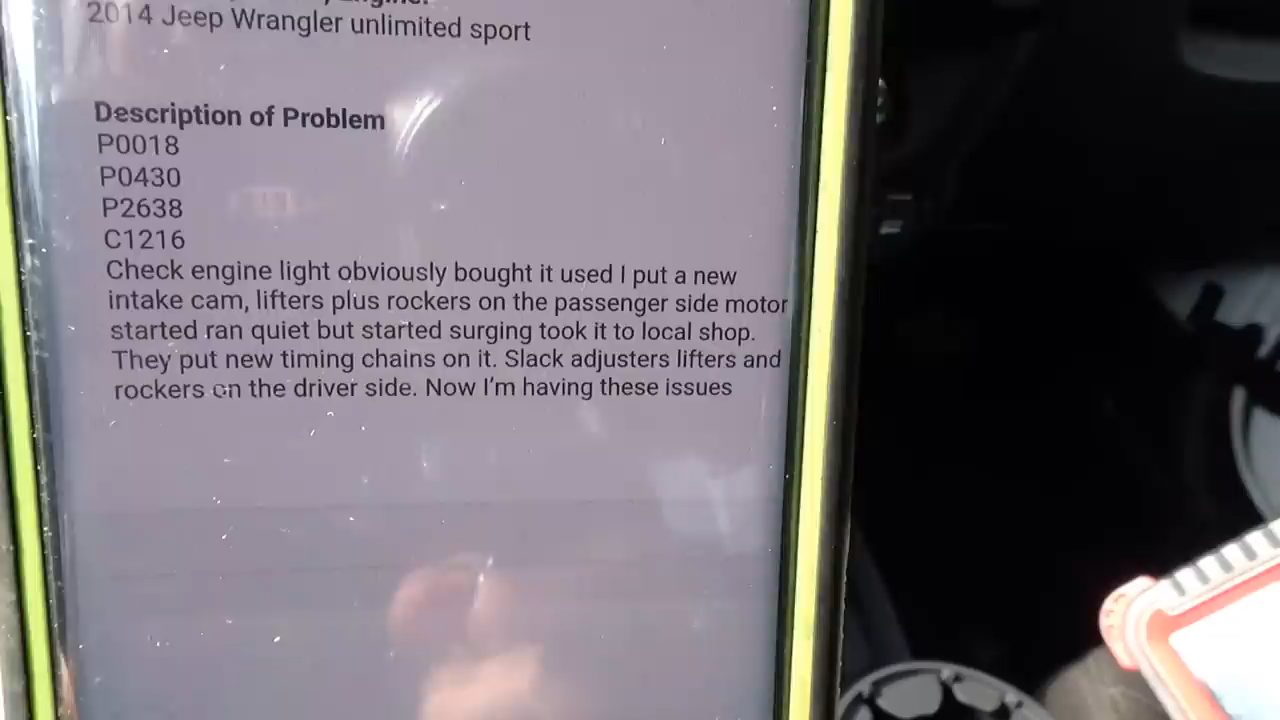 2014 Jeep Wrangler unlimited sport
Description of Problem
P0018
P0430
P2638
C1216
Check engine light obviously bought it used I put a new
intake cam, lifters plus rockers on the passenger side motor
started ran quiet but started surging took it to local shop.
They put new timing chains on it. Slack adjusters lifters and
rockers on the driver side. Now I'm having these issues